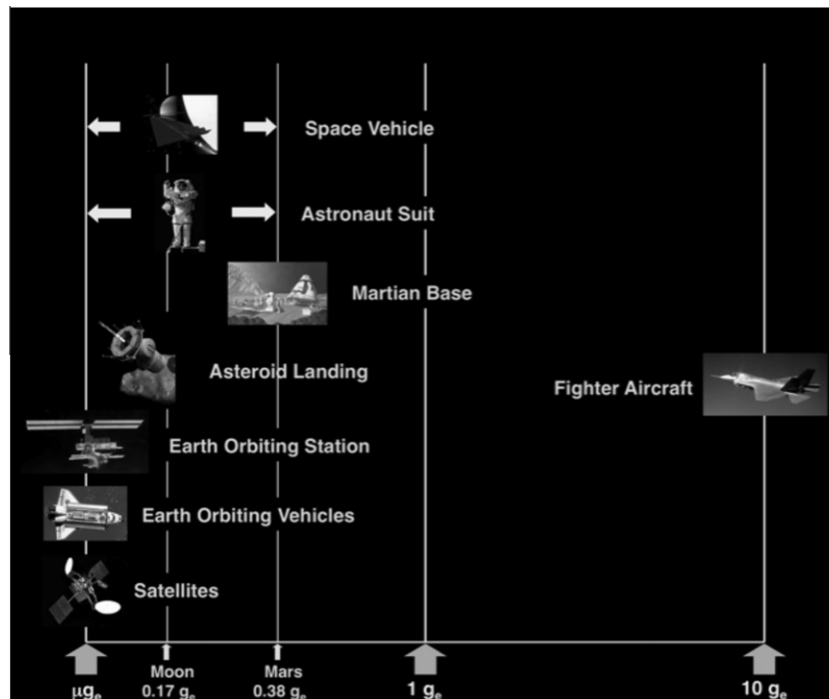 Space Vehicle
Astronaut Suit
Martian Base
Asteroid Landing
Fighter Aircraft
Earth Orbiting Station
Earth Orbiting Vehicles
Satellites
Moon
Mars
μgₑ
0.17 gₑ
0.38 gₑ
1 gₑ
10 gₑ